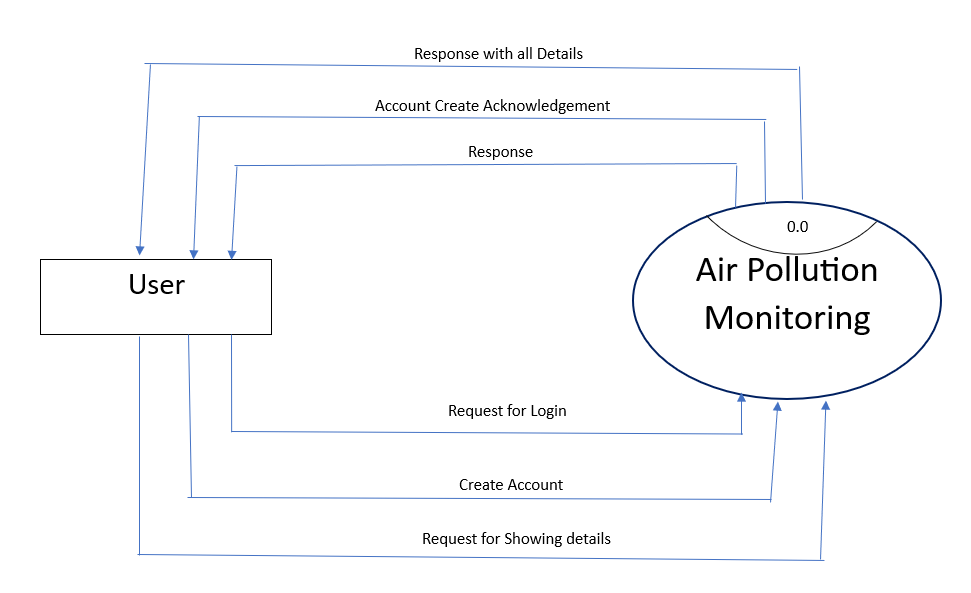 Response with all Details
Account Create Acknowledgement
Response
0.0
User
Air Pollution
Monitoring
Request for Login
Create Account
Request for Showing details